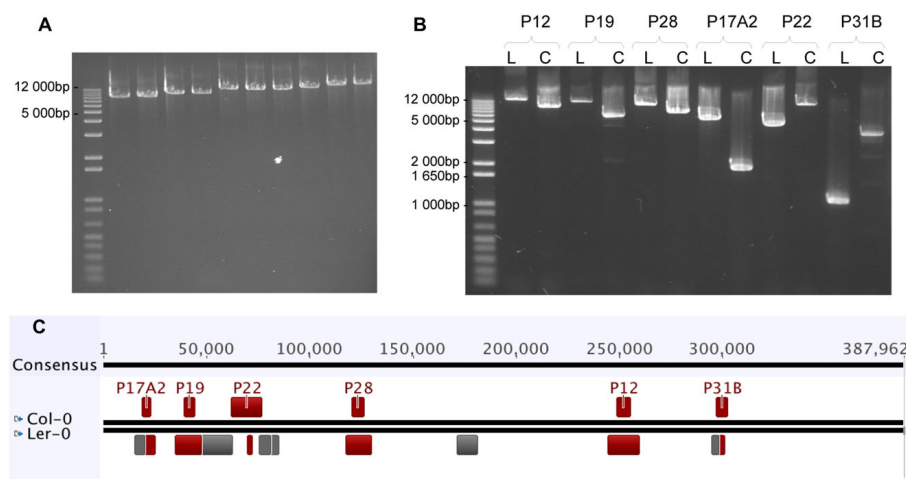 A
12 000bp
5 000bp
B
P12 P19 P28 P17A2 P22 P31B
L C L C L C L C L C L C
12 000bp
5 000bp
2 000bp
1 650bp
1 000bp
C
1 50,000 100,000 150,000 200,000 250,000 300,000 387,962
Consensus
P17A2 P19 P22 P28 P12 P31B
Col-0
Ler-0